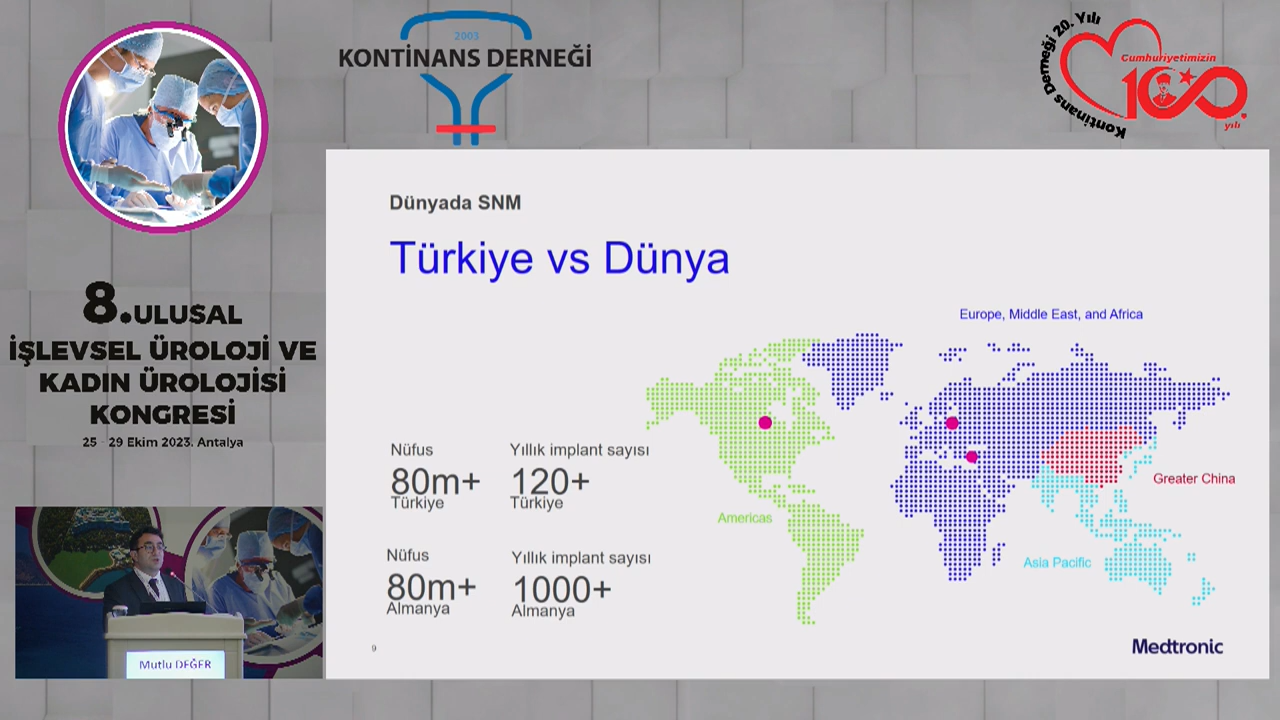 2003
KONTİNANS DERNEĞİ
Kontinans Derneği 20. Yılı
Cumhuriyetimizin
100.
yılı
8.ULUSAL
İŞLEVSEL ÜROLOJİ VE
KADIN ÜROLOJİSİ
KONGRESİ
25 - 29 Ekim 2023. Antalya
Mutlu DEĞER
Dünyada SNM
Türkiye vs Dünya
Europe, Middle East, and Africa
Nüfus
80m+
Türkiye
Yıllık implant sayısı
120+
Türkiye
Nüfus
80m+
Almanya
Yıllık implant sayısı
1000+
Almanya
Americas
Greater China
Asia Pacific
9
Medtronic